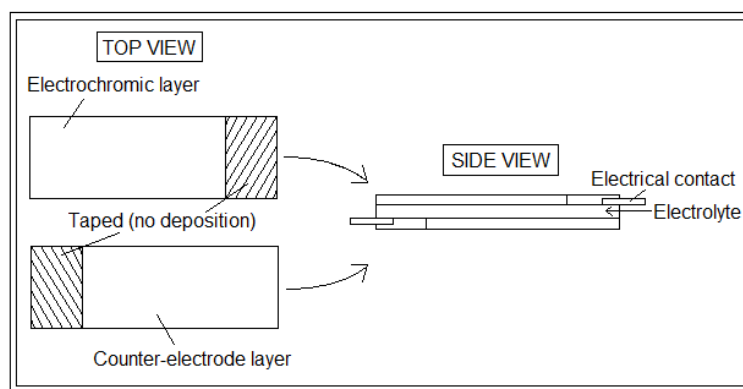 TOP VIEW
Electrochromic layer
SIDE VIEW
Electrical contact
Electrolyte
Taped (no deposition)
Counter-electrode layer